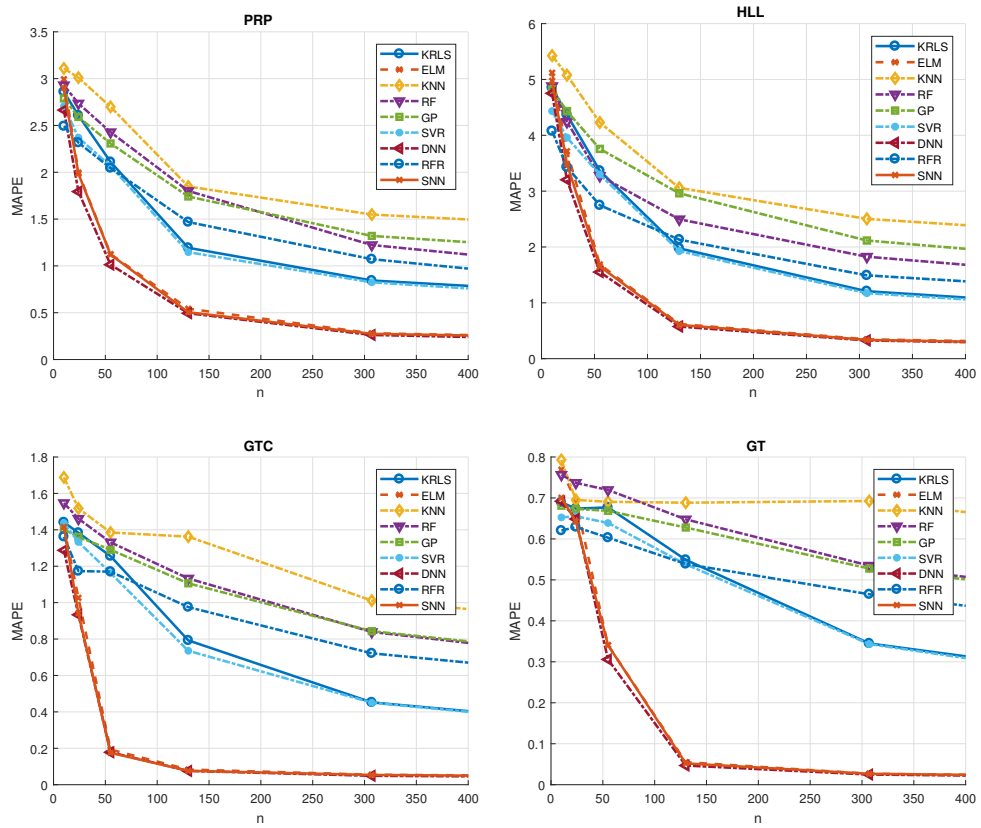 PRP
3.5
3
2.5
2
1.5
1
0.5
0
MAPE
0 50 100 150 200 250 300 350 400
n
KRLS
ELM
KNN
RF
GP
SVR
DNN
RFR
SNN
HLL
6
5
4
3
2
1
0
MAPE
0 50 100 150 200 250 300 350 400
n
KRLS
ELM
KNN
RF
GP
SVR
DNN
RFR
SNN
GTC
1.8
1.6
1.4
1.2
1.0
0.8
0.6
0.4
0.2
0
MAPE
0 50 100 150 200 250 300 350 400
n
KRLS
ELM
KNN
RF
GP
SVR
DNN
RFR
SNN
GT
0.8
0.7
0.6
0.5
0.4
0.3
0.2
0.1
0
MAPE
0 50 100 150 200 250 300 350 400
n
KRLS
ELM
KNN
RF
GP
SVR
DNN
RFR
SNN